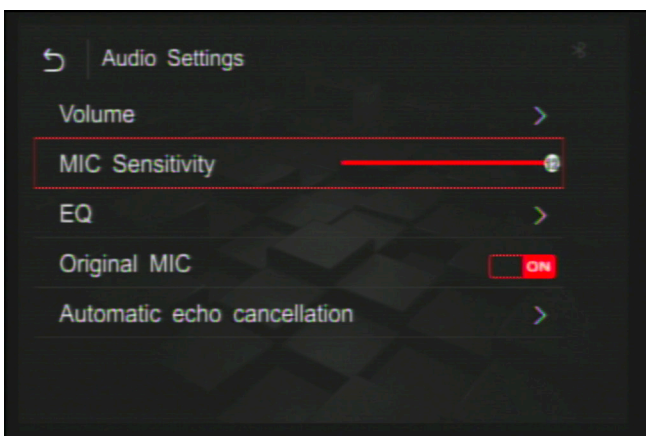 Audio Settings
Volume
MIC Sensitivity
EQ
Original MIC
ON
Automatic echo cancellation